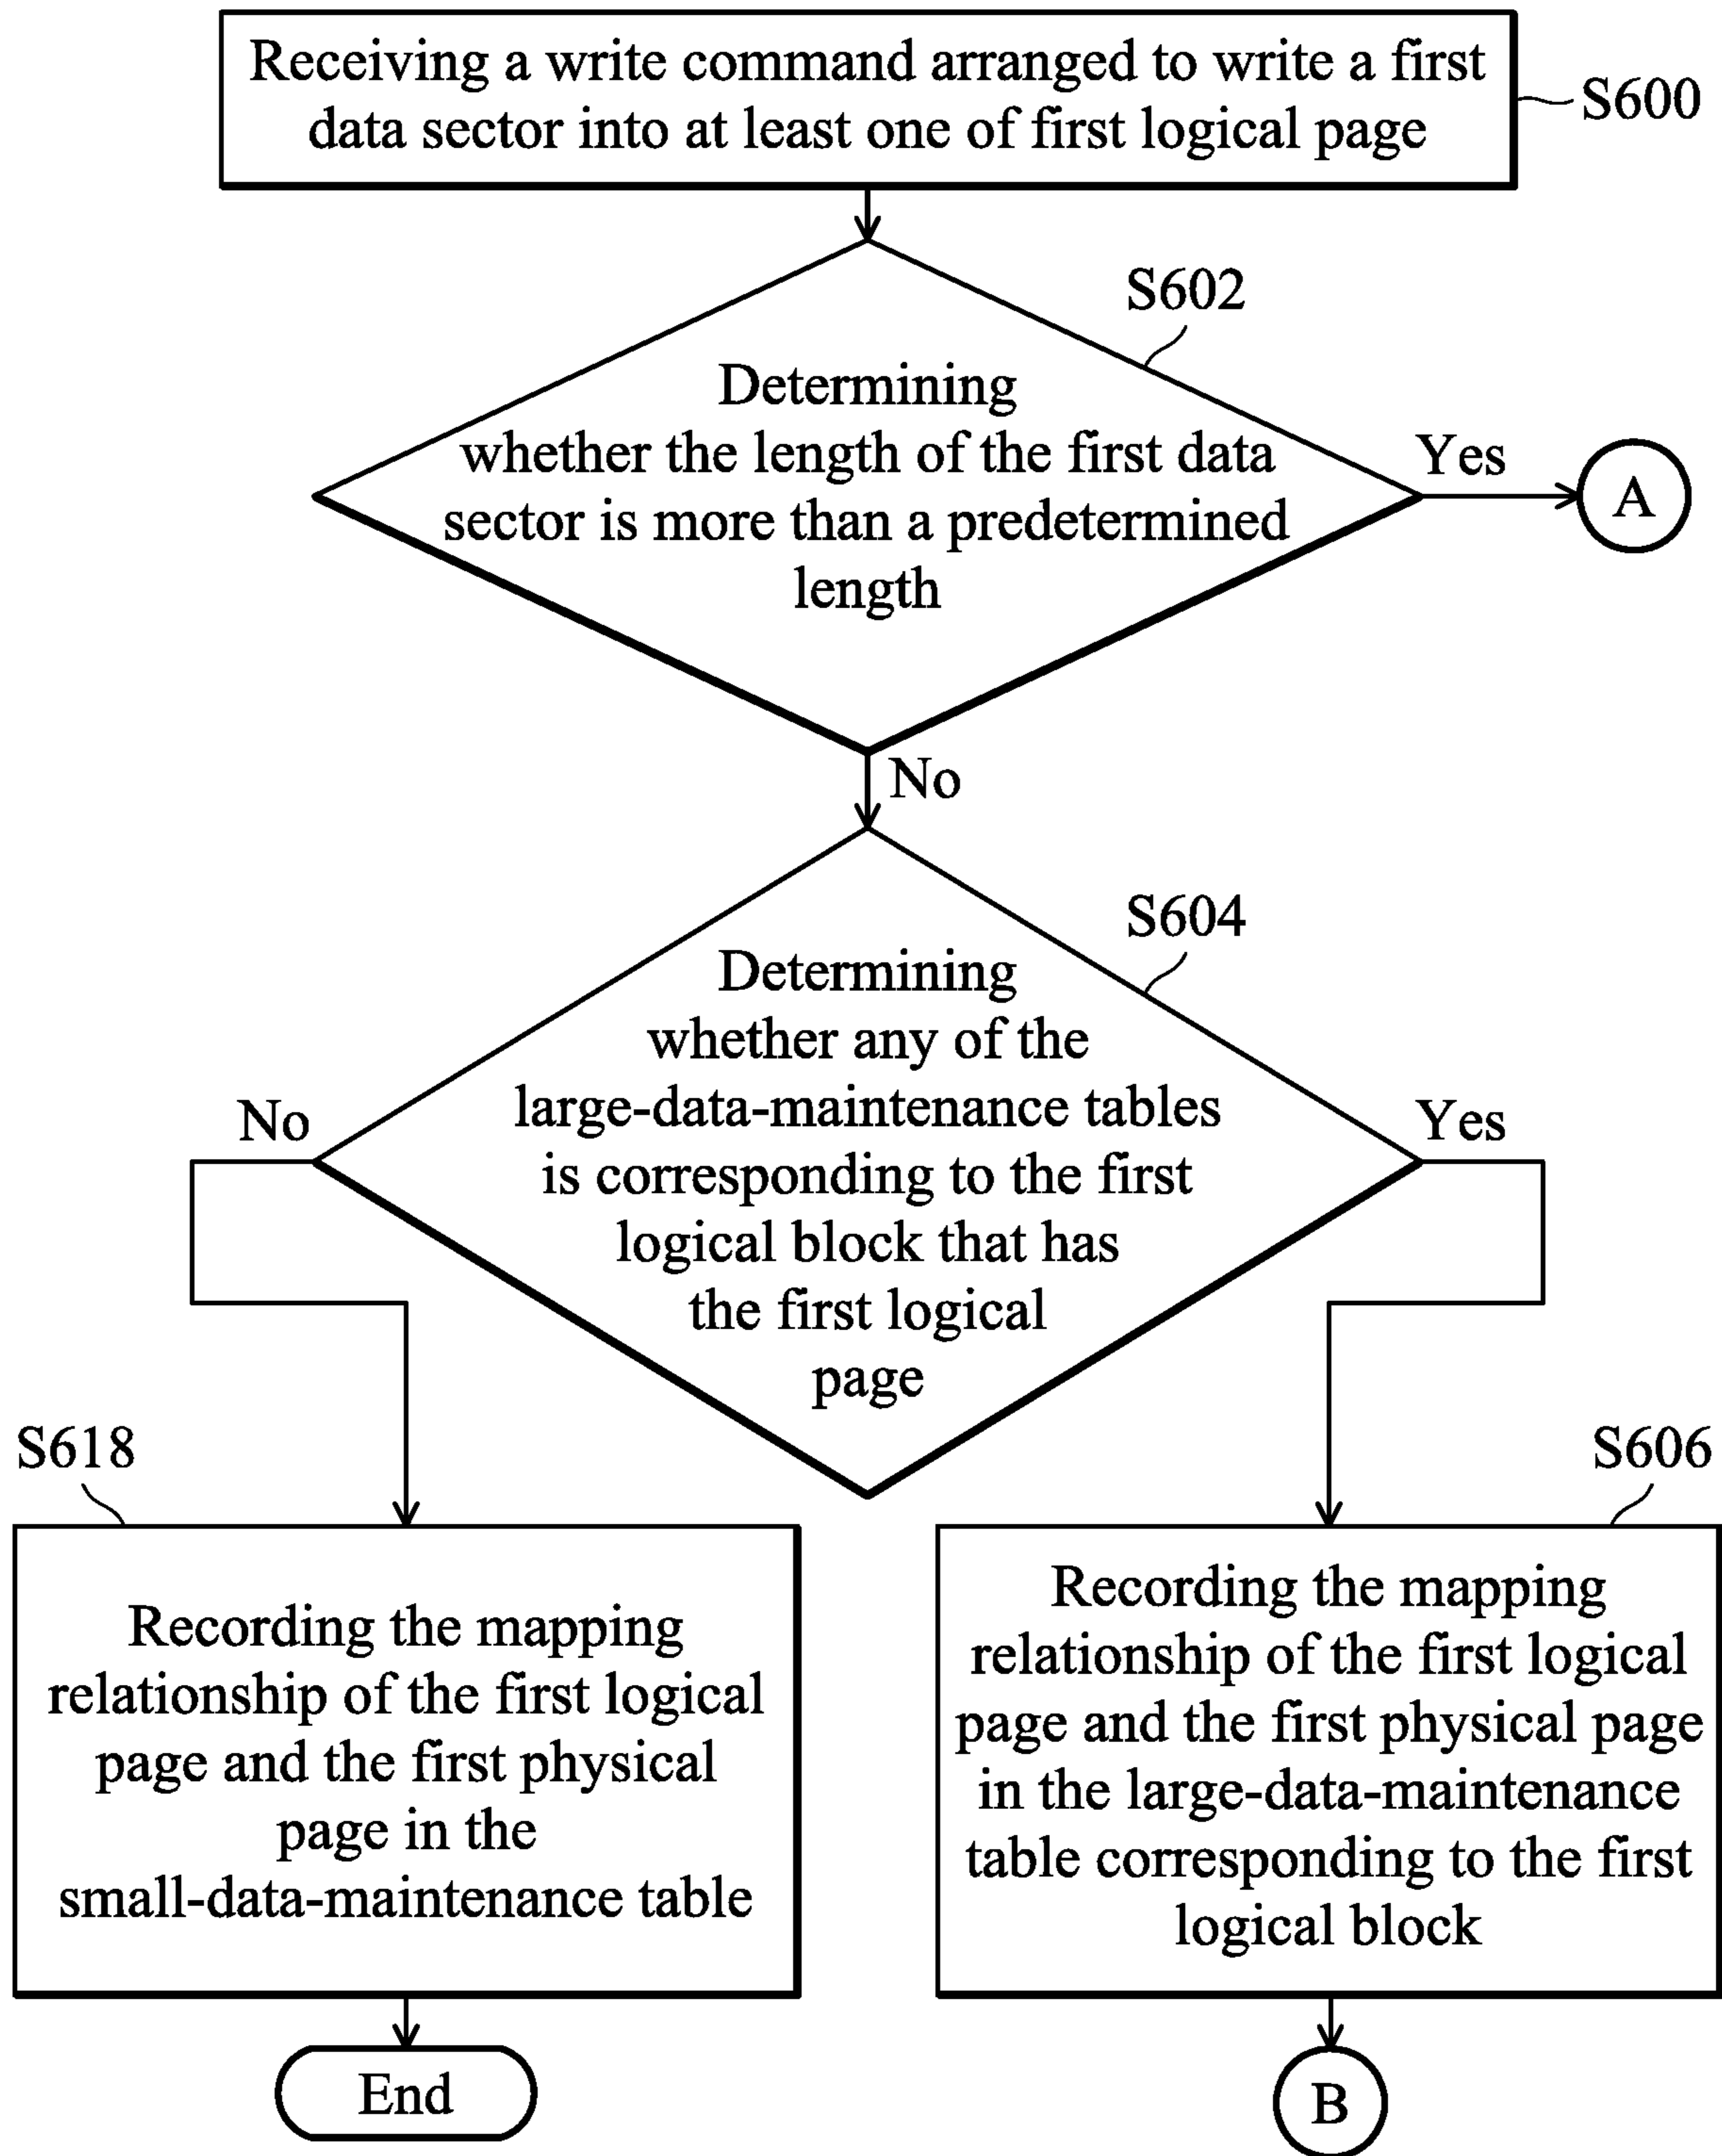 Receiving a write command arranged to write a first
data sector into at least one of first logical page
S600
S602
Determining
whether the length of the first data
sector is more than a predetermined
length
Yes
A
No
S604
Determining
whether any of the
large-data-maintenance tables
is corresponding to the first
logical block that has
the first logical
page
No
Yes
S618
Recording the mapping
relationship of the first logical
page and the first physical
page in the
small-data-maintenance table
End
S606
Recording the mapping
relationship of the first logical
page and the first physical page
in the large-data-maintenance
table corresponding to the first
logical block
B